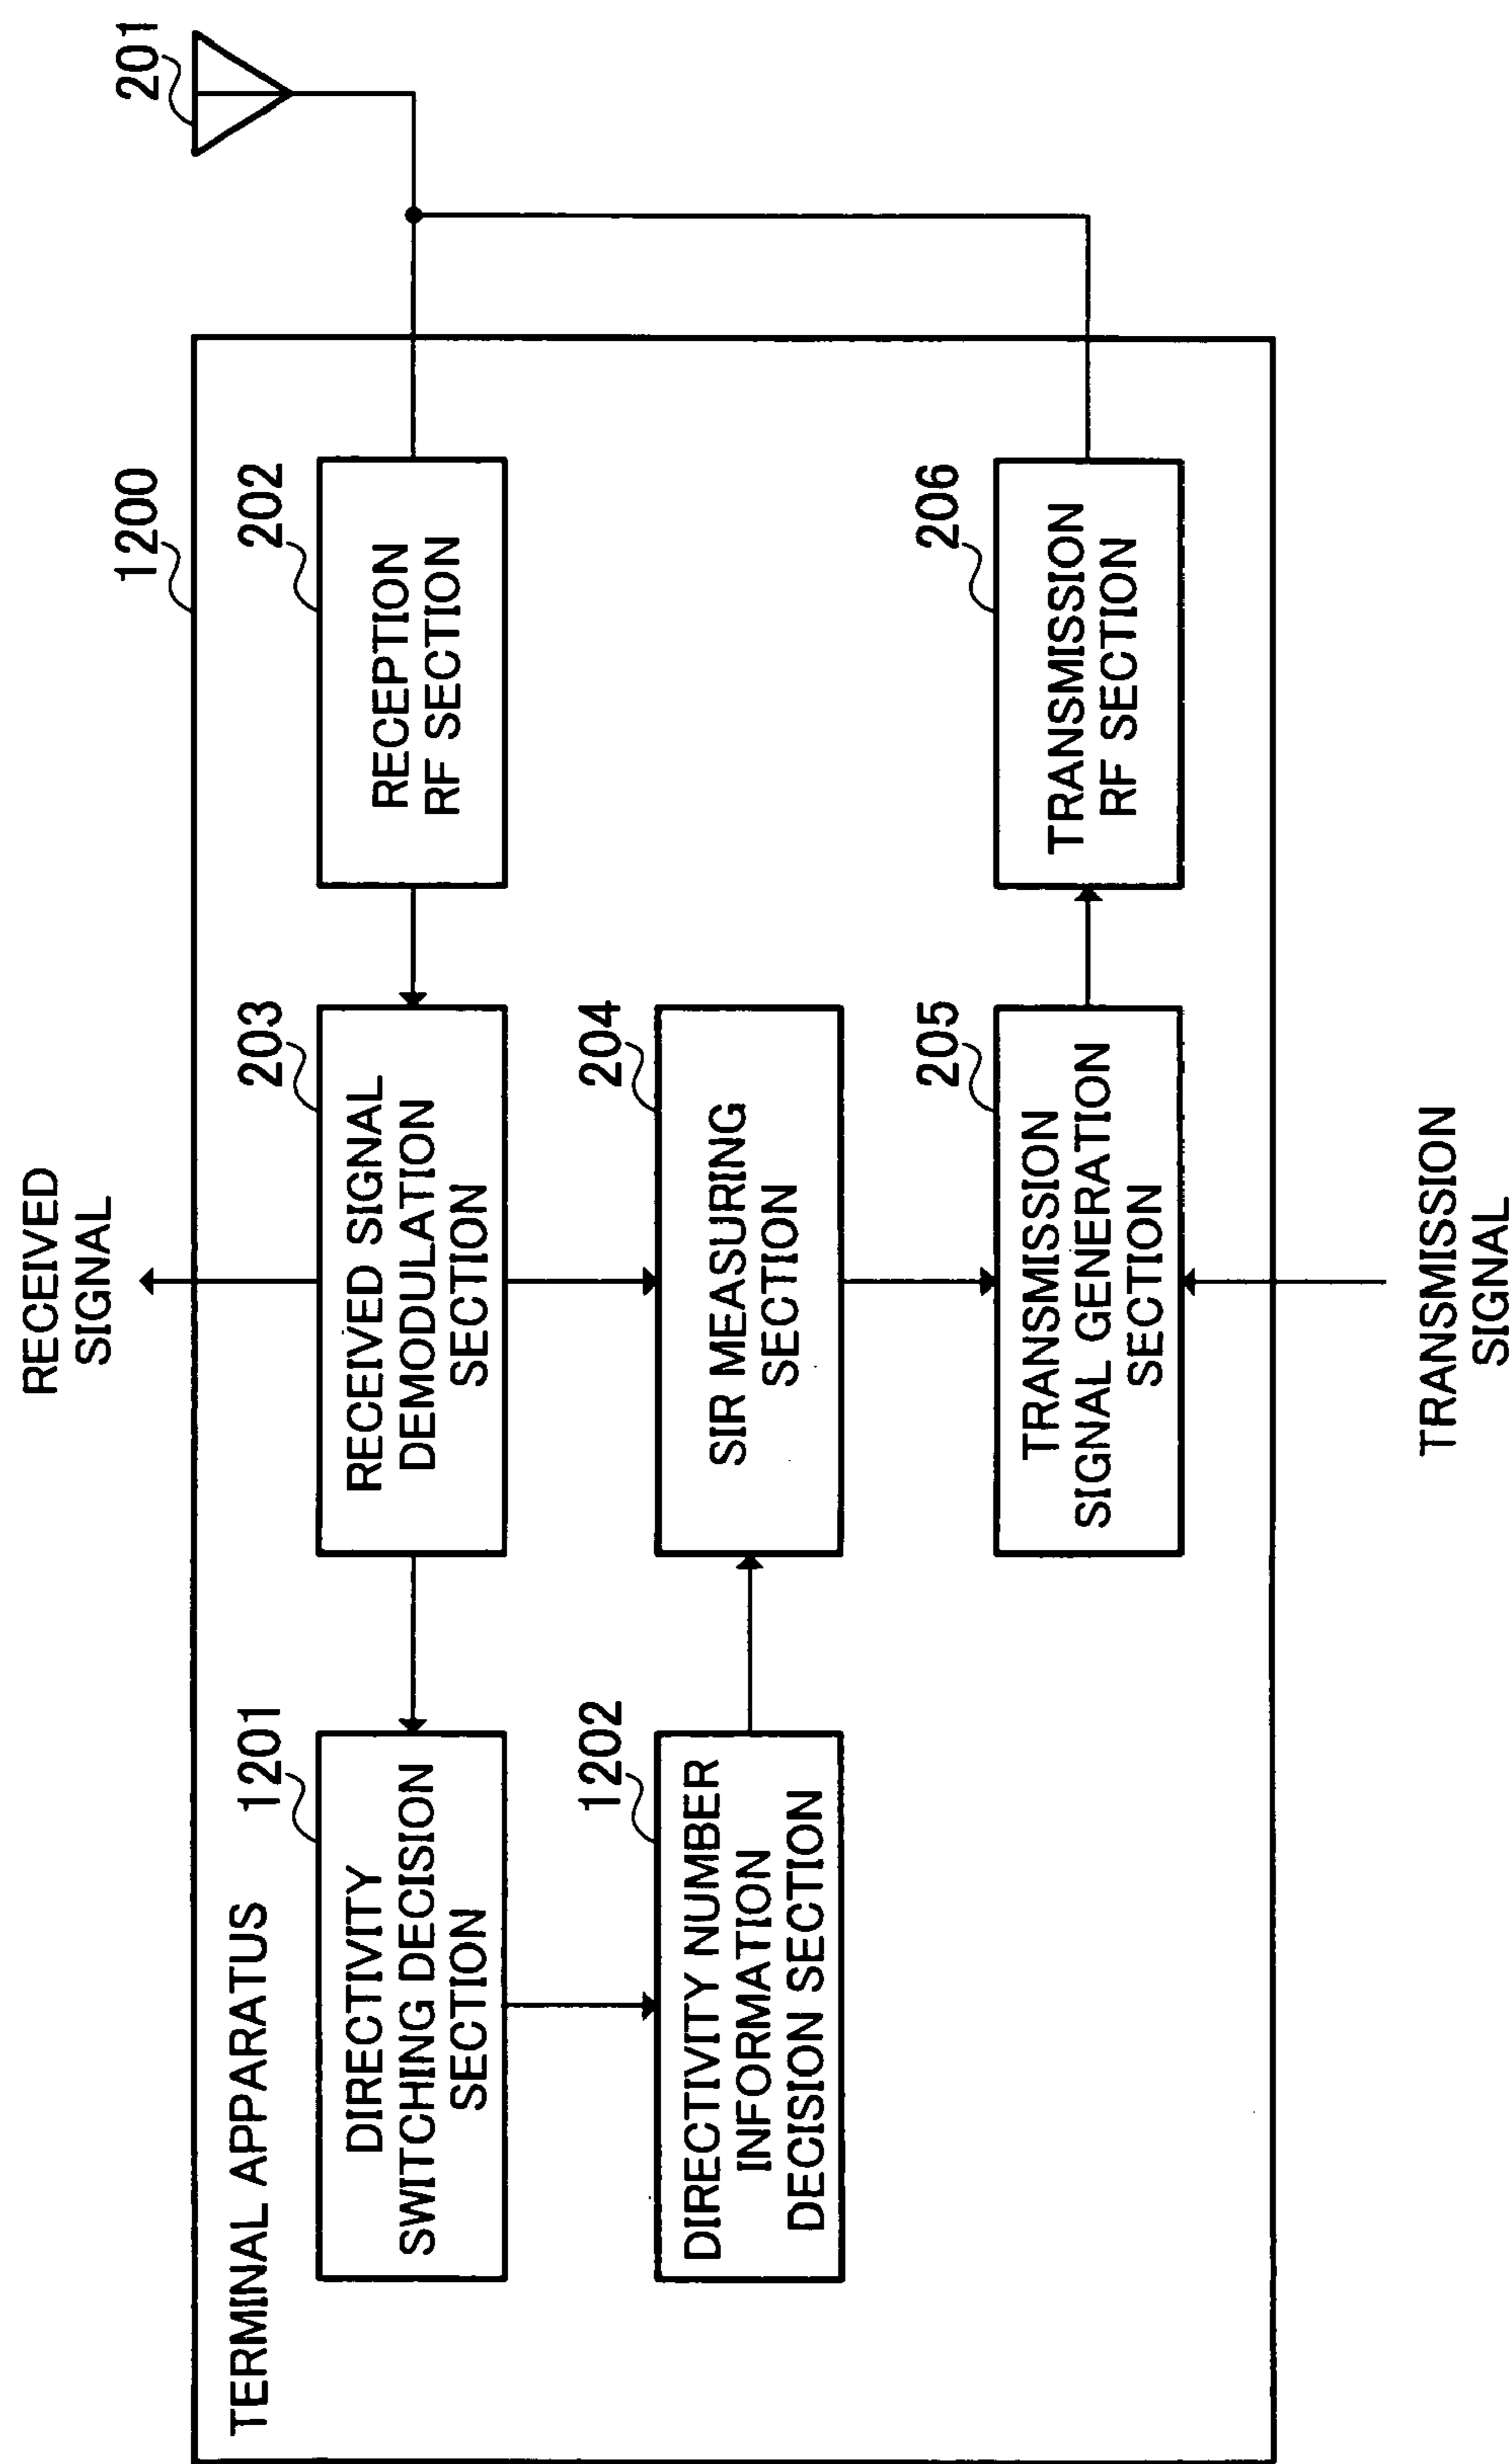 RECEIVED
SIGNAL
201
1200
TERMINAL APPARATUS
1201
203
202
DIRECTIVITY
SWITCHING DECISION
SECTION
RECEIVED SIGNAL
DEMODULATION
SECTION
RECEPTION
RF SECTION
1202
204
DIRECTIVITY NUMBER
INFORMATION
DECISION SECTION
SIR MEASURING
SECTION
205
206
TRANSMISSION
SIGNAL GENERATION
SECTION
TRANSMISSION
RF SECTION
TRANSMISSION
SIGNAL